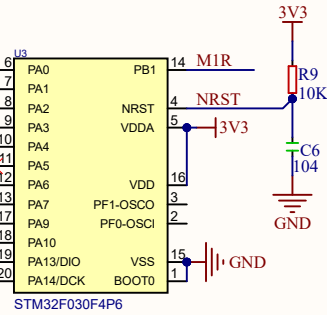 3V3
U3
6 PA0 PB1 14 M1R
R9
7 PA1
10K
8 PA2 NRST 4 NRST
9 PA3 VDDA 5 3V3
10 PA4
11 PA5
C6
12 PA6 VDD 16
104
13 PA7 PF1-OSCO 3
17 PA9 PF0-OSCI 2
GND
18 PA10
19 PA13/DIO VSS 15 GND
20 PA14/DCK BOOT0 1
STM32F030F4P6